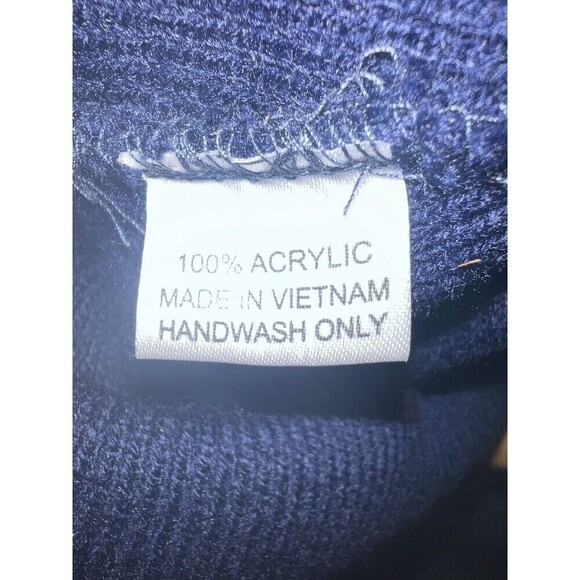 100% ACRYLIC
MADE IN VIETNAM
HANDWASH ONLY